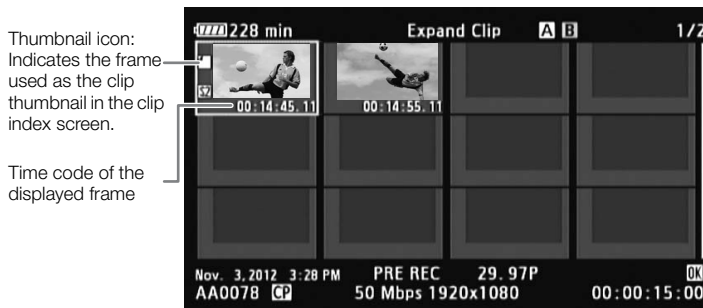 Thumbnail icon:
Indicates the frame
used as the clip
thumbnail in the clip
index screen.
Time code of the
displayed frame
228 min Expand Clip A B 1/2
00:14:45.11 00:14:55.11
Nov. 3,2012 3:28 PM PRE REC 29.97P OK
AA0078 CP 50 Mbps 1920x1080 00:00:15:00